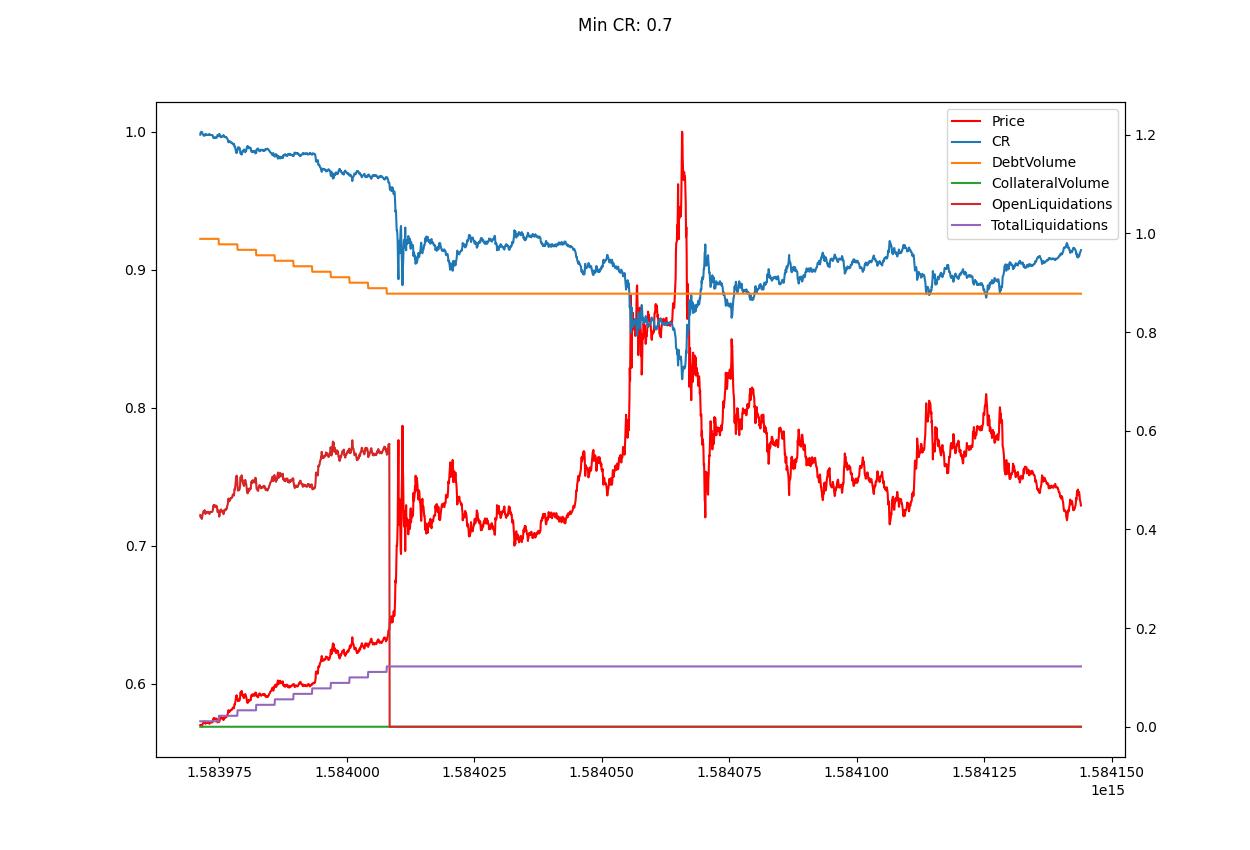 Min CR: 0.7
1.0
0.9
0.8
0.7
0.6
1.2
1.0
0.8
0.6
0.4
0.2
0.0
Price
CR
DebtVolume
CollateralVolume
OpenLiquidations
TotalLiquidations
1.583975 1.584000 1.584025 1.584050 1.584075 1.584100 1.584125 1.584150
1e15